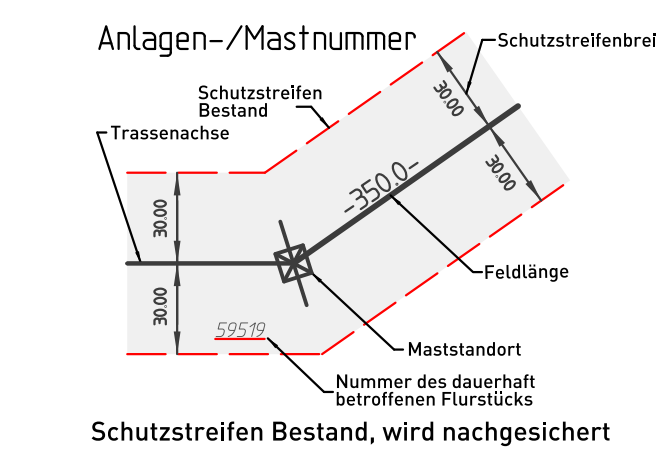 Anlagen-/Mastnummer
Schutzstreifenbrei
Schutzstreifen
Bestand
Trassenachse
30.00
30.00
30.00
30.00
-350.0-
Feldlänge
59519
Maststandort
Nummer des dauerhaft
betroffenen Flurstücks
Schutzstreifen Bestand, wird nachgesichert